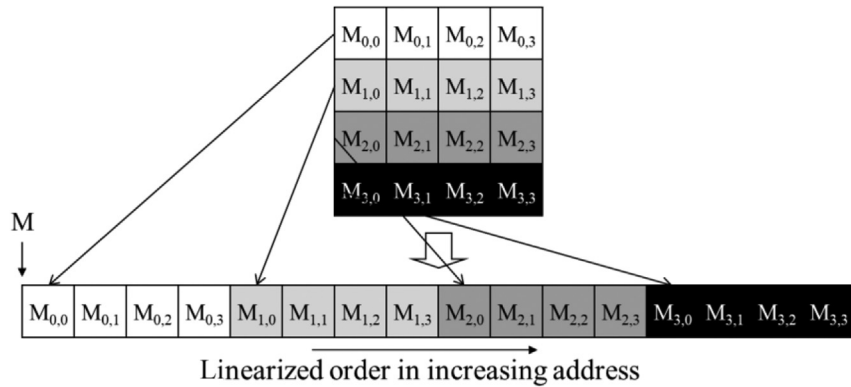 M0,0 M0,1 M0,2 M0,3
M1,0 M1,1 M1,2 M1,3
M2,0 M2,1 M2,2 M2,3
M3,0 M3,1 M3,2 M3,3
M
M0,0 M0,1 M0,2 M0,3 M1,0 M1,1 M1,2 M1,3 M2,0 M2,1 M2,2 M2,3 M3,0 M3,1 M3,2 M3,3
Linearized order in increasing address